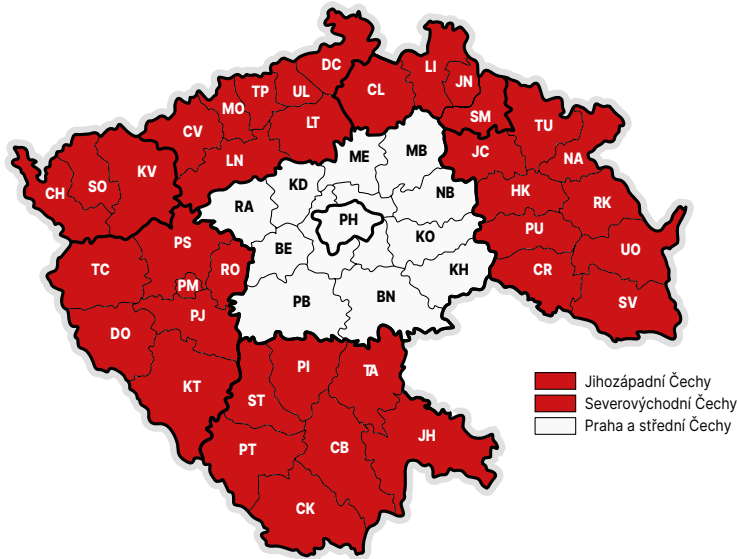 DC
LI
JN
TP
UL
CL
MO
SM
CV
LT
TU
ME
MB
JC
LN
NA
KV
SO
KD
CH
NB
HK
RA
RK
PH
PU
KO
PS
BE
UO
TC
RO
KH
CR
PM
PB
BN
SV
PJ
DO
PI
TA
KT
ST
JH
PT
CB
CK
Jihozápadní Čechy
Severovýchodní Čechy
Praha a střední Čechy